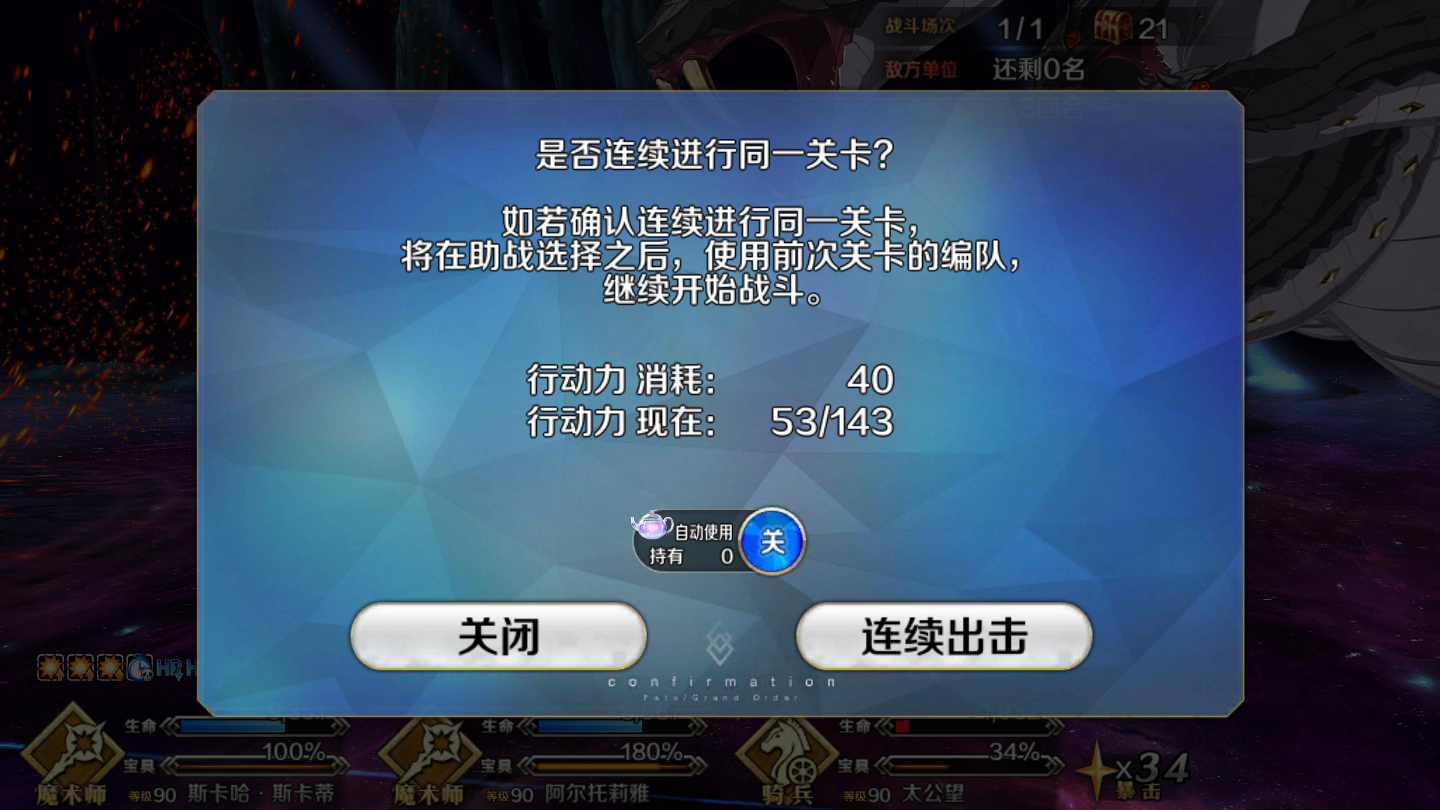 战斗场次 1/1 21
敌方单位 还剩0名
是否连续进行同一关卡?
如若确认连续进行同一关卡,
将在助战选择之后，使用前次关卡的编队，
继续开始战斗。
行动力 消耗: 40
行动力 现在: 53/143
自动使用
持有 0
关
关闭
连续出击
confirmation
Fate/Grand Order
生命
100%
宝具
魔术师 等级90 斯卡哈·斯卡蒂
生命
180%
宝具
魔术师 等级90 阿尔托莉雅
生命
34%
宝具
骑兵 等级90 太公望
x34
暴击